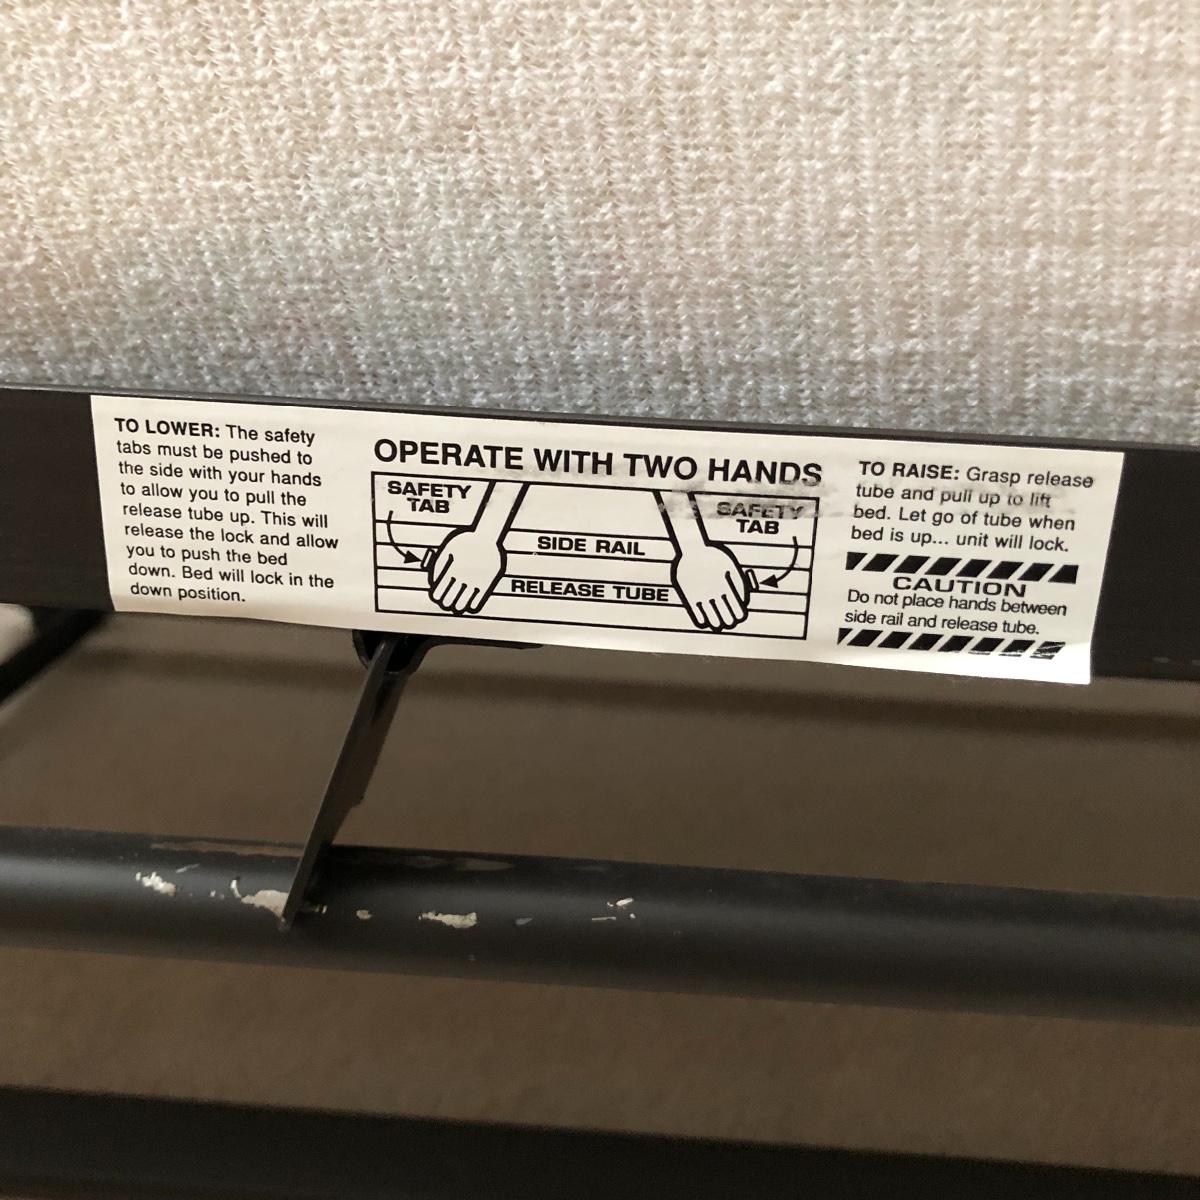 TO LOWER: The safety
tabs must be pushed to
the side with your hands
to allow you to pull the
release tube up. This will
release the lock and allow
you to push the bed
down. Bed will lock in the
down position.
OPERATE WITH TWO HANDS
SAFETY
TAB
SAFETY
TAB
SIDE RAIL
RELEASE TUBE
TO RAISE: Grasp release
tube and pull up to lift
bed. Let go of tube when
bed is up... unit will lock.
CAUTION
Do not place hands between
side rail and release tube.